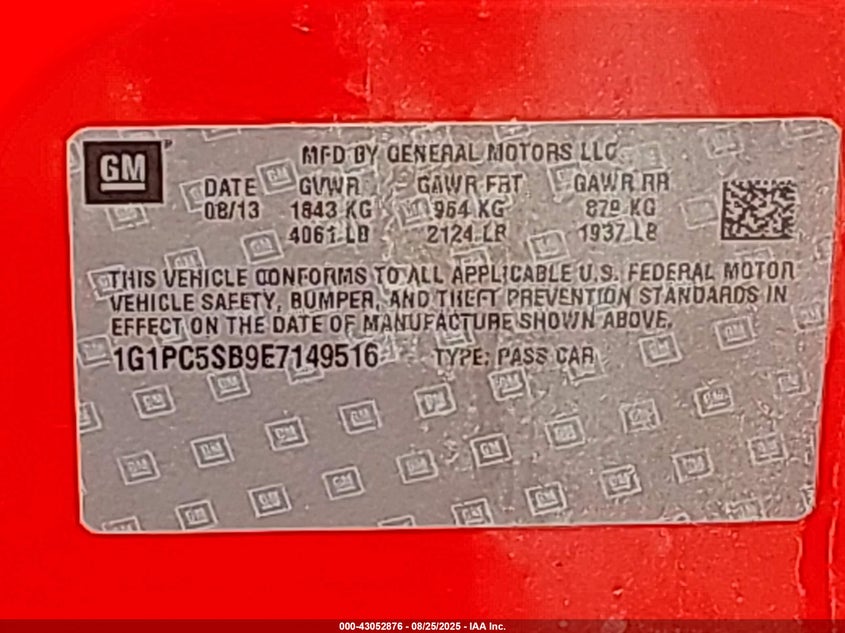 GM
MFD BY GENERAL MOTORS LLC
DATE GVWR GAWR FRT GAWR RR
08/13 1843 KG 964 KG 879 KG
4061 LB 2124 LB 1937 LB
THIS VEHICLE CONFORMS TO ALL APPLICABLE U.S. FEDERAL MOTOR
VEHICLE SAFETY, BUMPER, AND THEFT PREVENTION STANDARDS IN
EFFECT ON THE DATE OF MANUFACTURE SHOWN ABOVE.
1G1PC5SB9E7149516 TYPE: PASS CAR
000-43052876 - 08/25/2025 - IAA Inc.